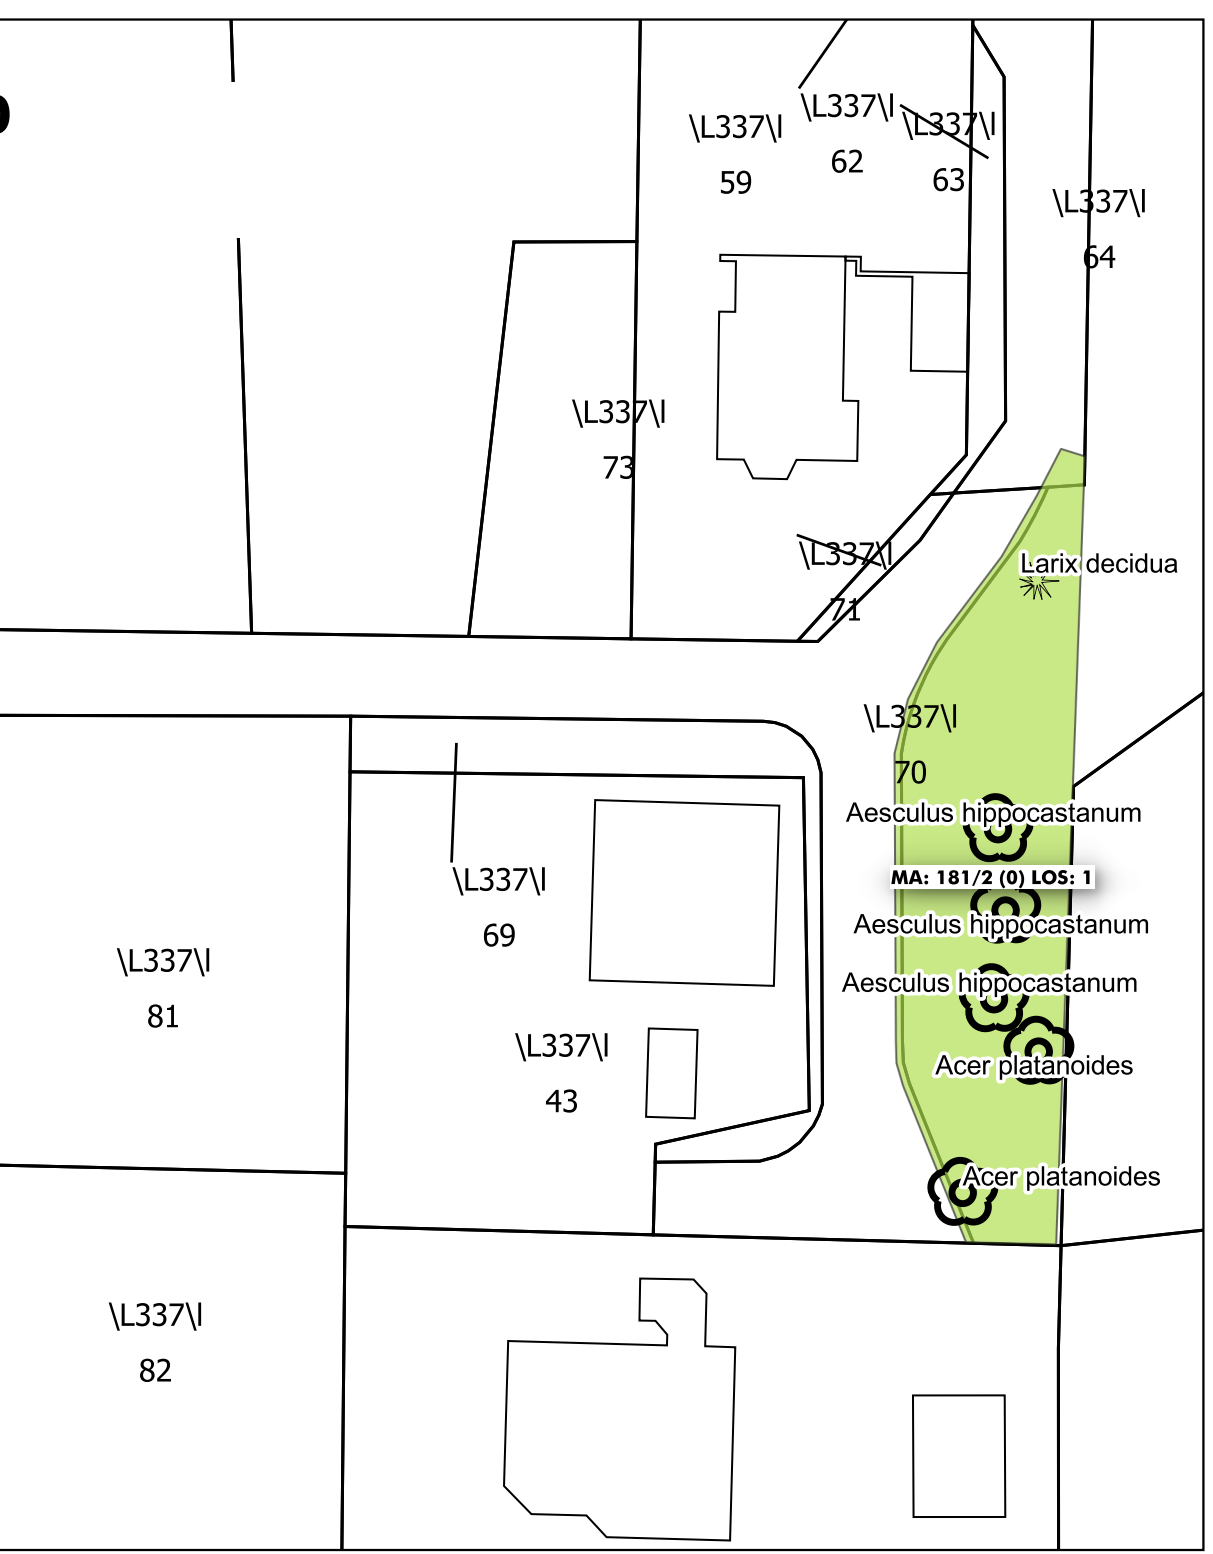 \L337\l
62
\L337\l
63
\L337\l
59
\L337\l
64
\L337\l
73
\L337\l
71
Larix decidua
\L337\l
70
Aesculus hippocastanum
MA: 181/2 (0) LOS: 1
\L337\l
69
Aesculus hippocastanum
\L337\l
81
Aesculus hippocastanum
\L337\l
43
Acer platanoides
Acer platanoides
\L337\l
82